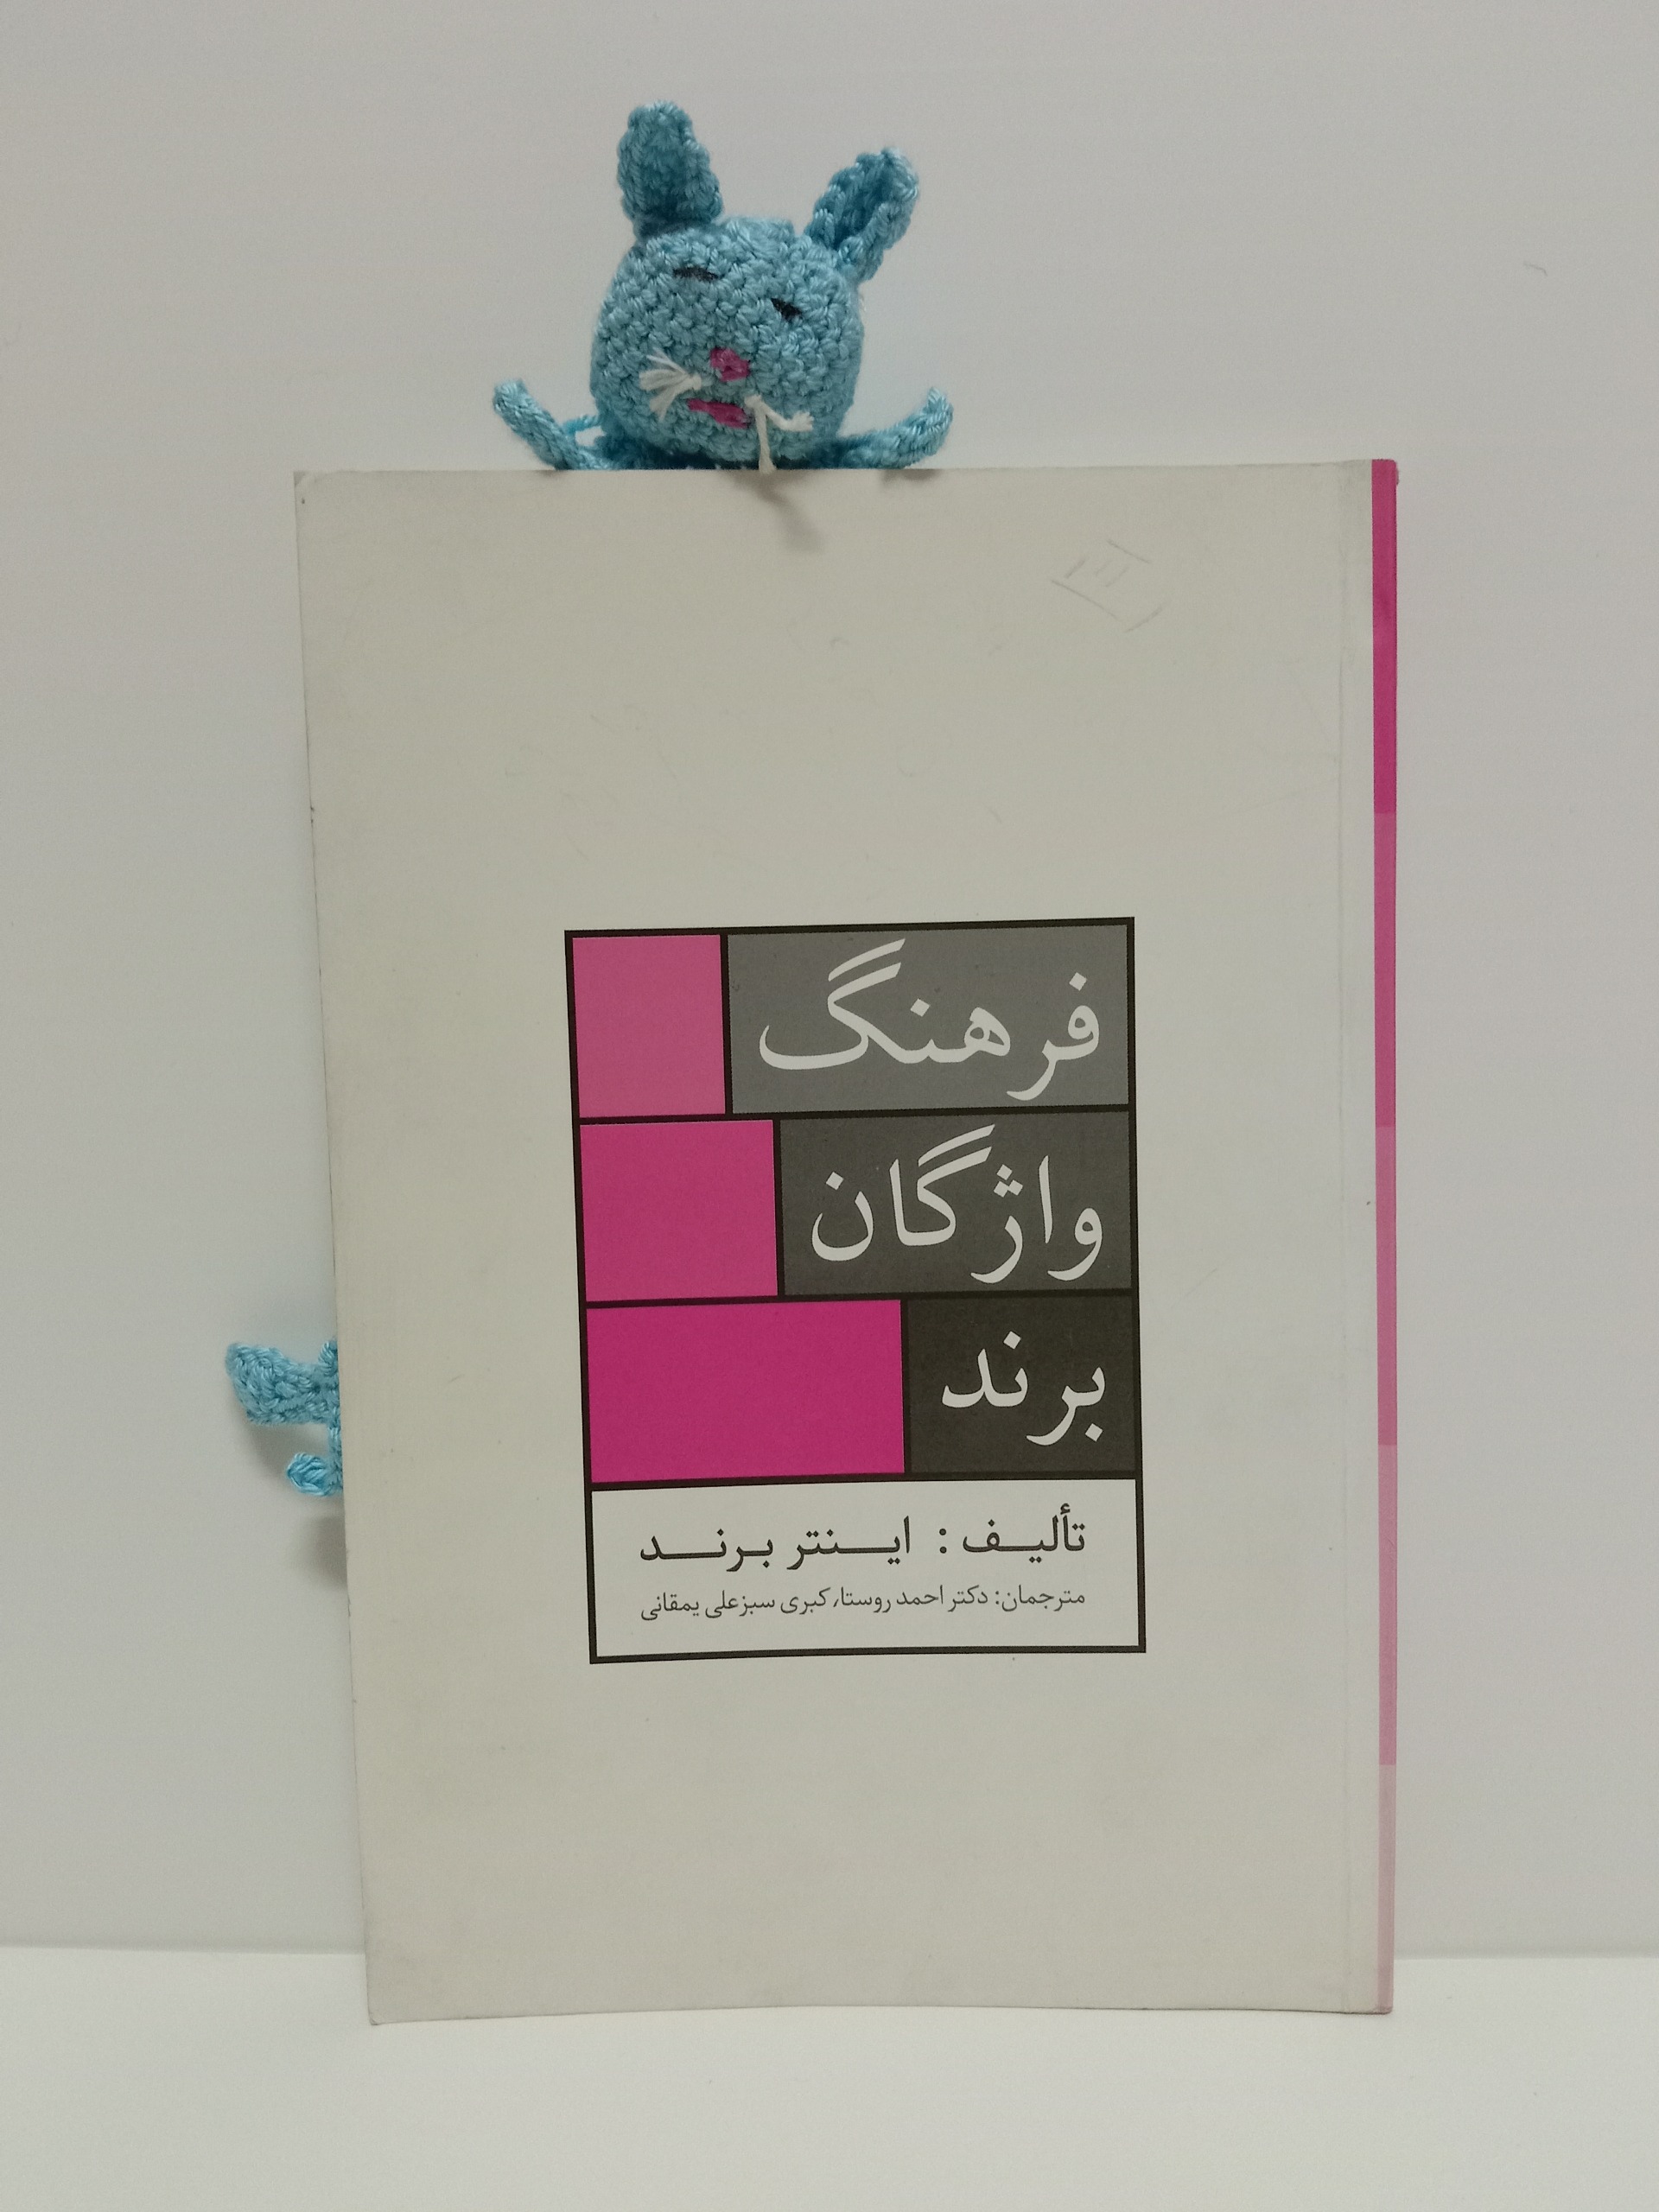 فرهنگ
واژگان
برند
تألیف : اینتر برند
مترجمان: دکتر احمد روستا، کبری سبزعلی یمقانی